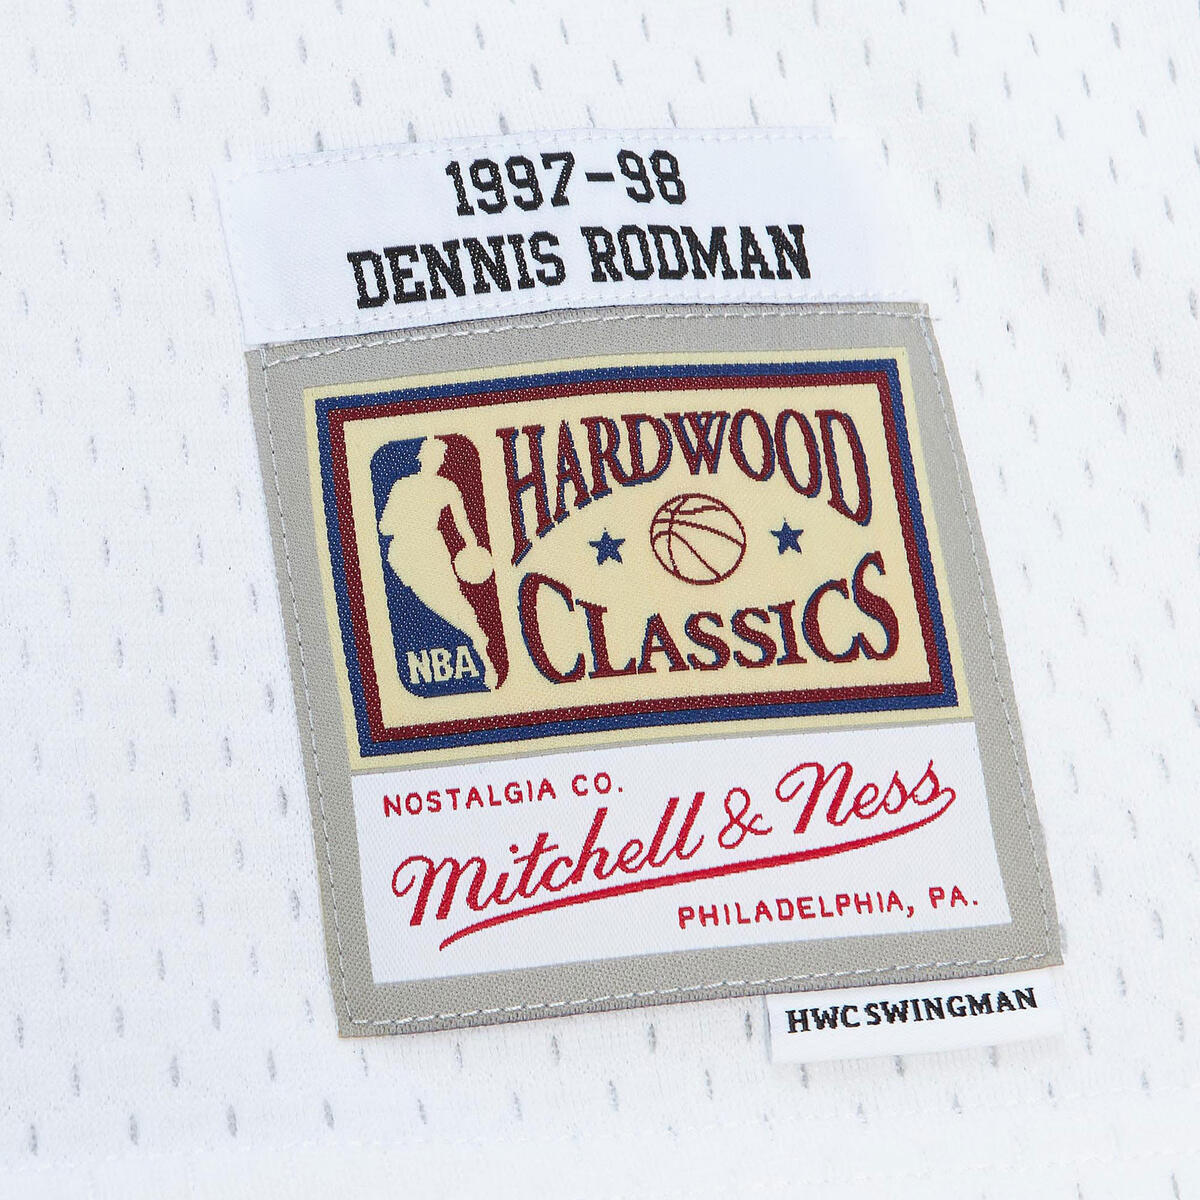 1997-98
DENNIS RODMAN
HARDWOOD
CLASSICS
NBA
NOSTALGIA CO.
Mitchell & Ness
PHILADELPHIA, PA.
HWC SWINGMAN